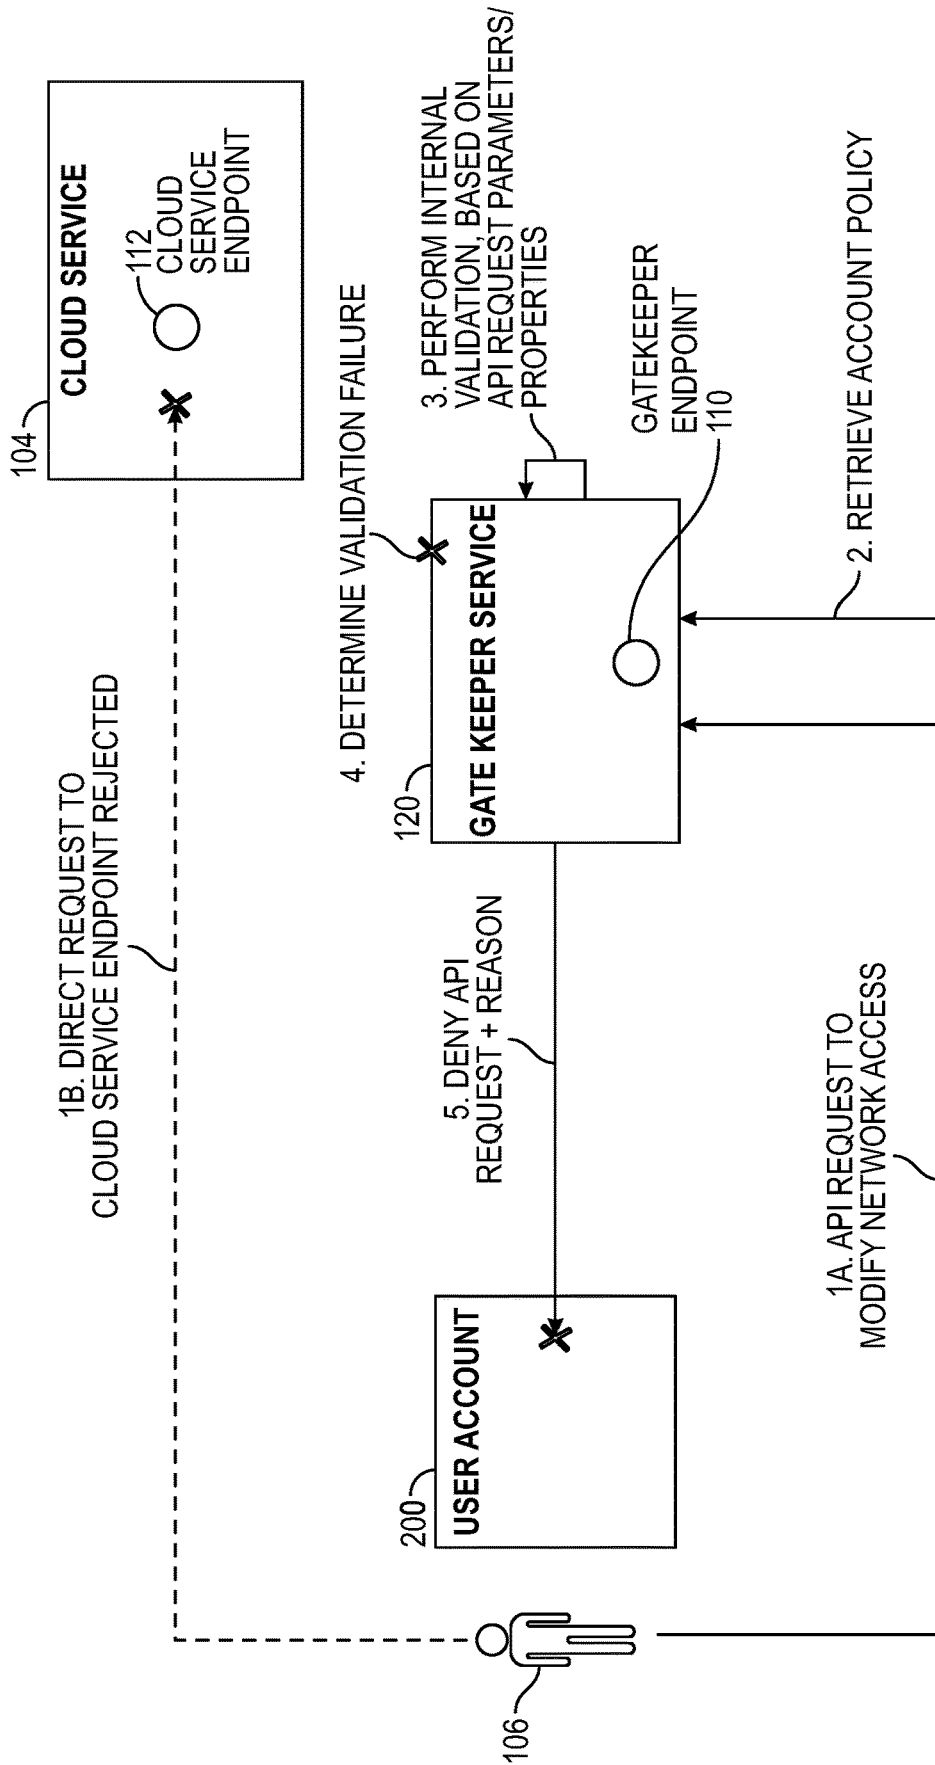 1B. DIRECT REQUEST TO
CLOUD SERVICE ENDPOINT REJECTED
104
CLOUD SERVICE
112
CLOUD
SERVICE
ENDPOINT
4. DETERMINE VALIDATION FAILURE
3. PERFORM INTERNAL
VALIDATION, BASED ON
API REQUEST PARAMETERS/
PROPERTIES
120
GATE KEEPER SERVICE
GATEKEEPER
ENDPOINT
110
5. DENY API
REQUEST + REASON
200
USER ACCOUNT
106
1A. API REQUEST TO
MODIFY NETWORK ACCESS
2. RETRIEVE ACCOUNT POLICY